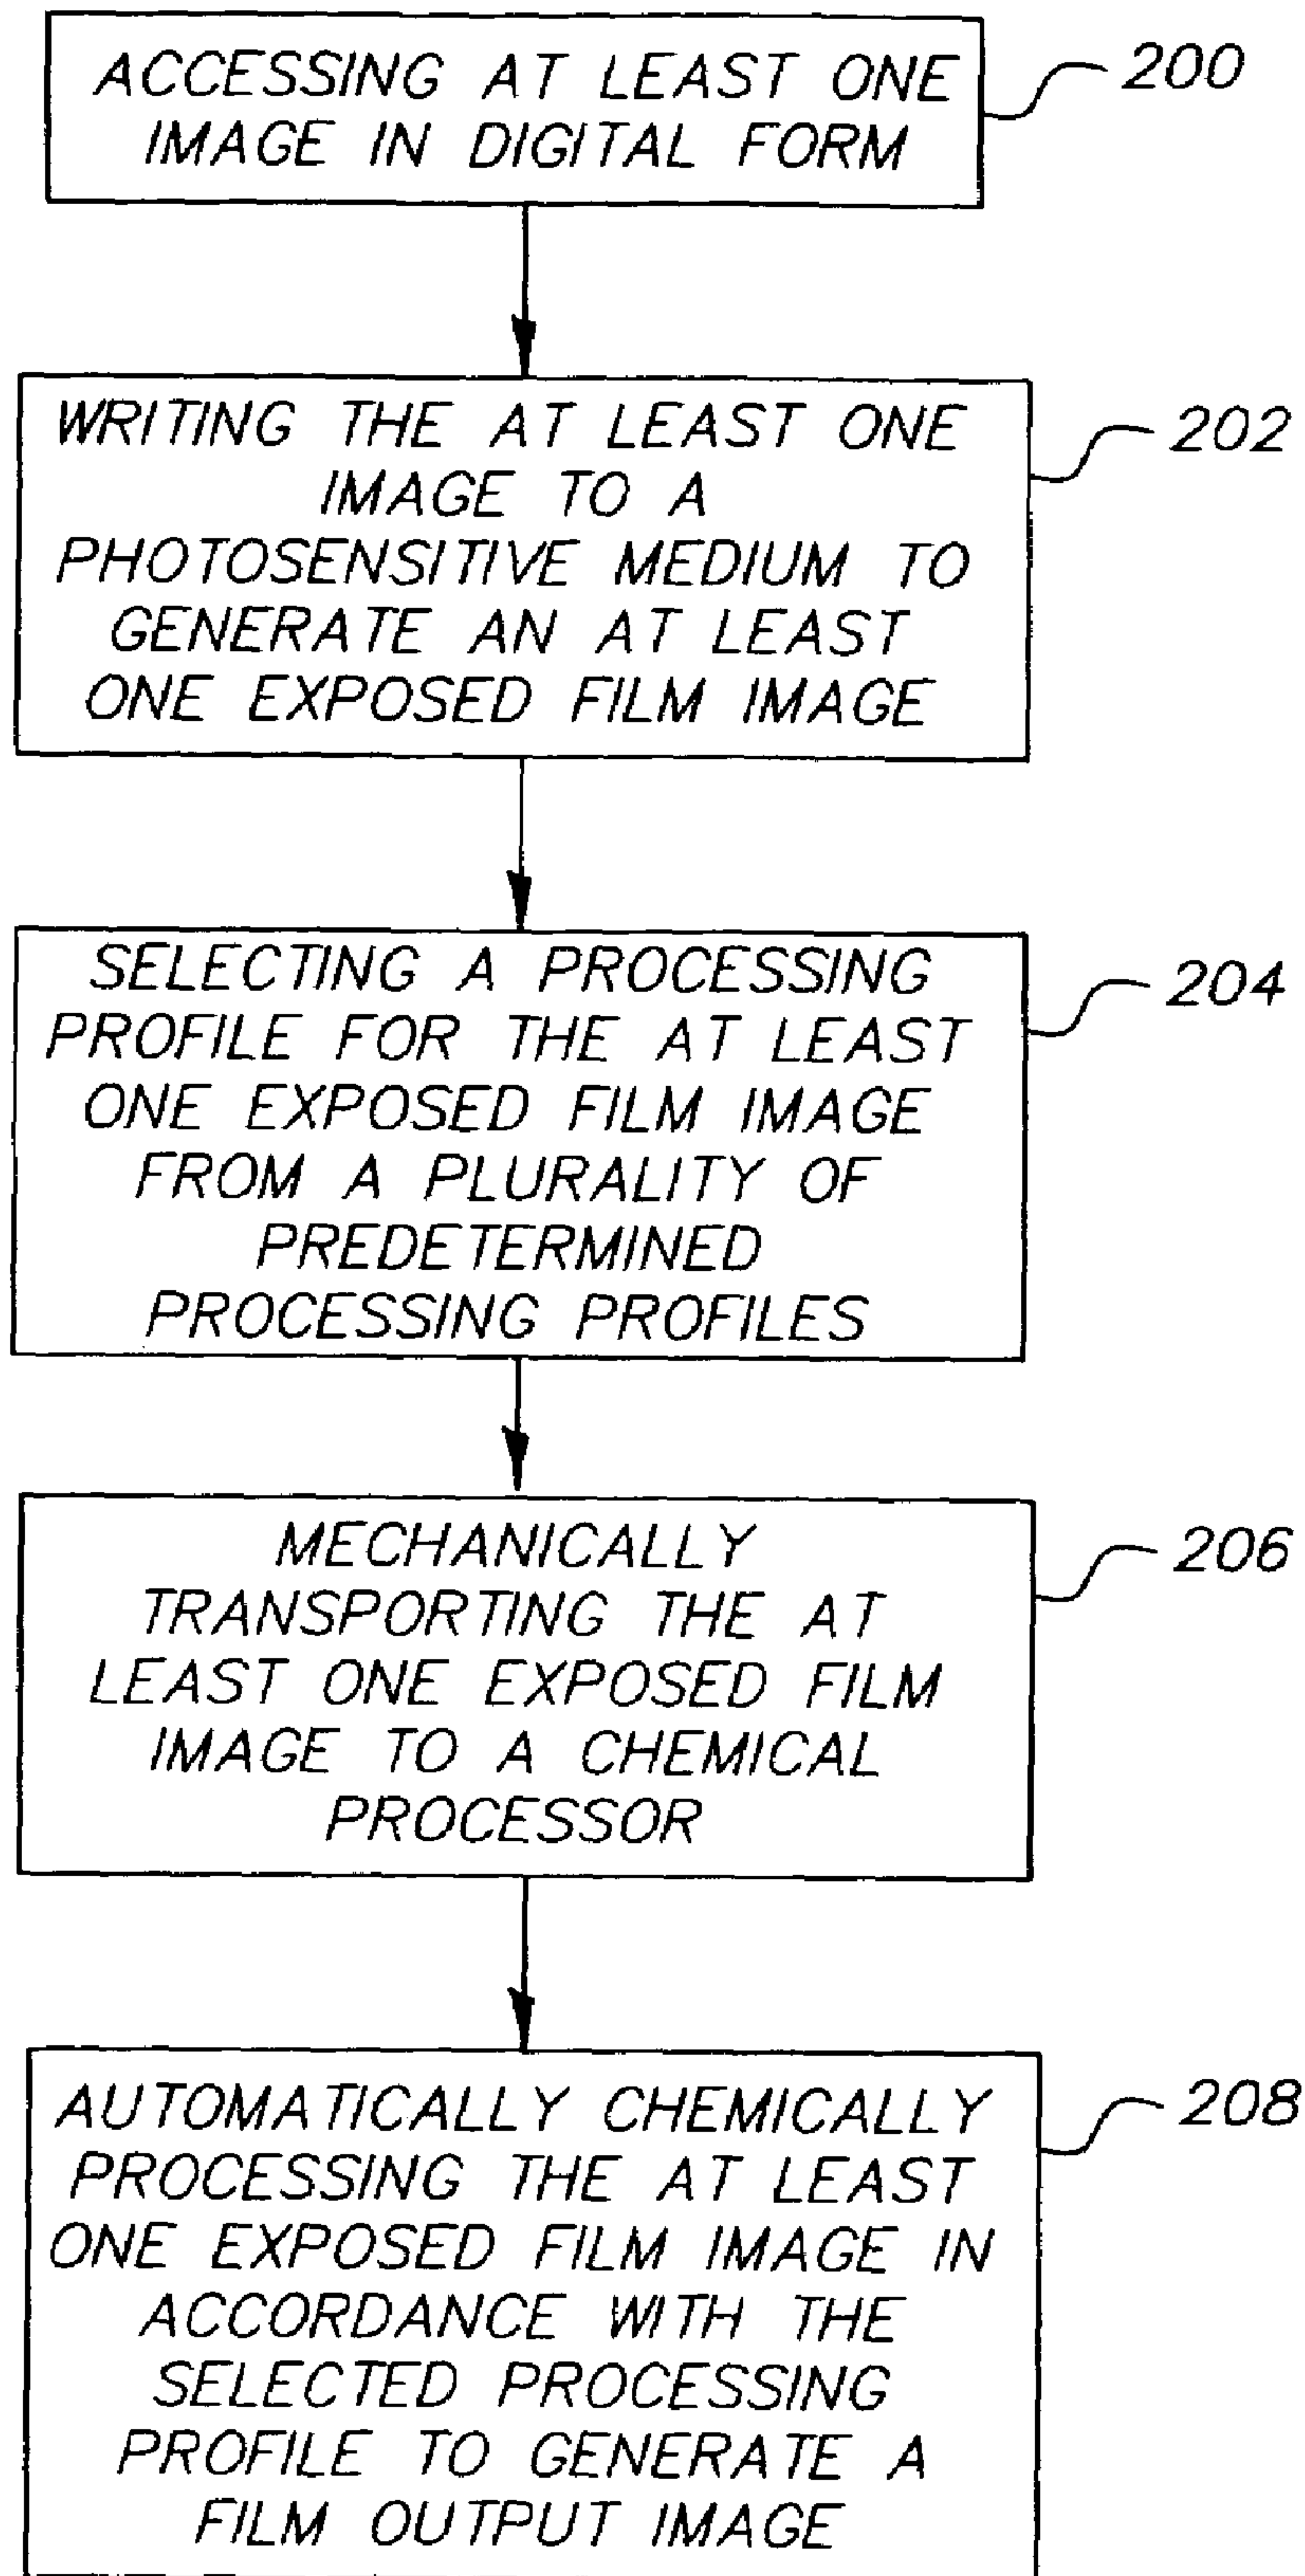 ACCESSING AT LEAST ONE
IMAGE IN DIGITAL FORM
200
WRITING THE AT LEAST ONE
IMAGE TO A
PHOTOSENSITIVE MEDIUM TO
GENERATE AN AT LEAST
ONE EXPOSED FILM IMAGE
202
SELECTING A PROCESSING
PROFILE FOR THE AT LEAST
ONE EXPOSED FILM IMAGE
FROM A PLURALITY OF
PREDETERMINED
PROCESSING PROFILES
204
MECHANICALLY
TRANSPORTING THE AT
LEAST ONE EXPOSED FILM
IMAGE TO A CHEMICAL
PROCESSOR
206
AUTOMATICALLY CHEMICALLY
PROCESSING THE AT LEAST
ONE EXPOSED FILM IMAGE IN
ACCORDANCE WITH THE
SELECTED PROCESSING
PROFILE TO GENERATE A
FILM OUTPUT IMAGE
208